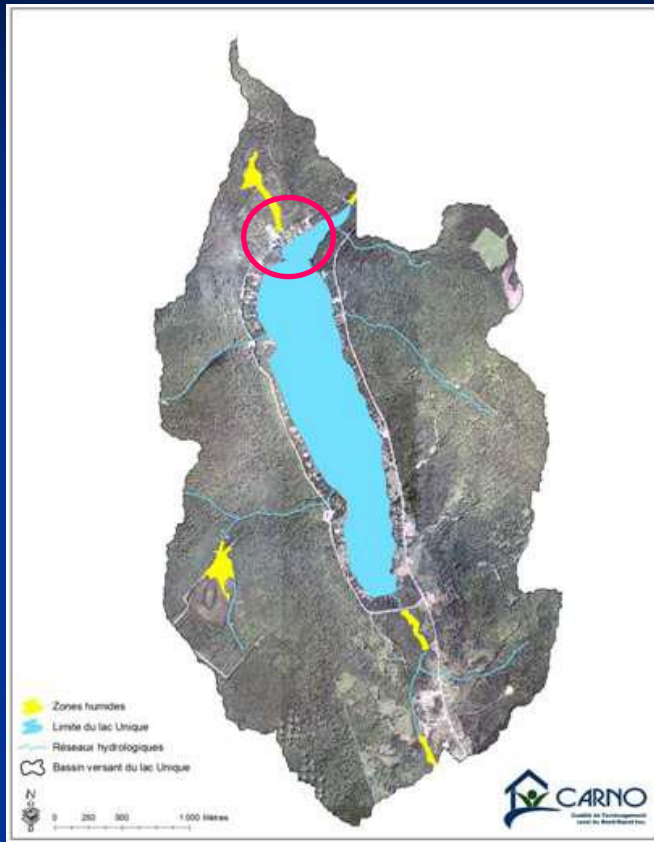 Zones humides
Limite du lac Unique
Réseaux hydrologiques
Bassin versant du lac Unique
0 250 500 1 000 Mètres
CARNO